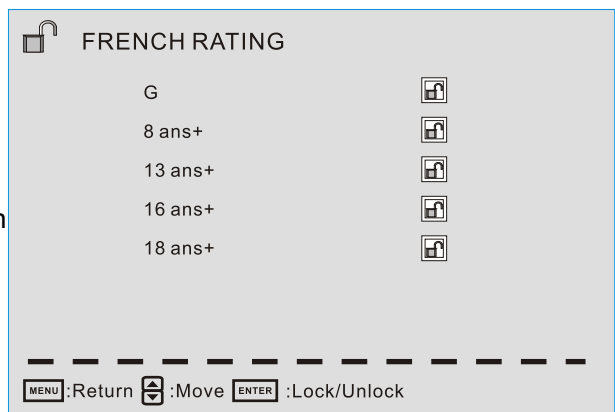 FRENCH RATING
G
8 ans+
13 ans+
16 ans+
18 ans+
n
MENU :Return :Move ENTER :Lock/Unlock